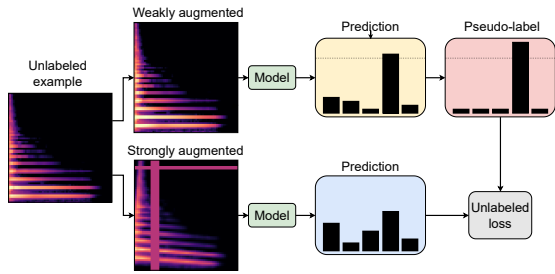 Weakly augmented
Prediction
Pseudo-label
Unlabeled
example
Model
Strongly augmented
Prediction
Model
Unlabeled
loss